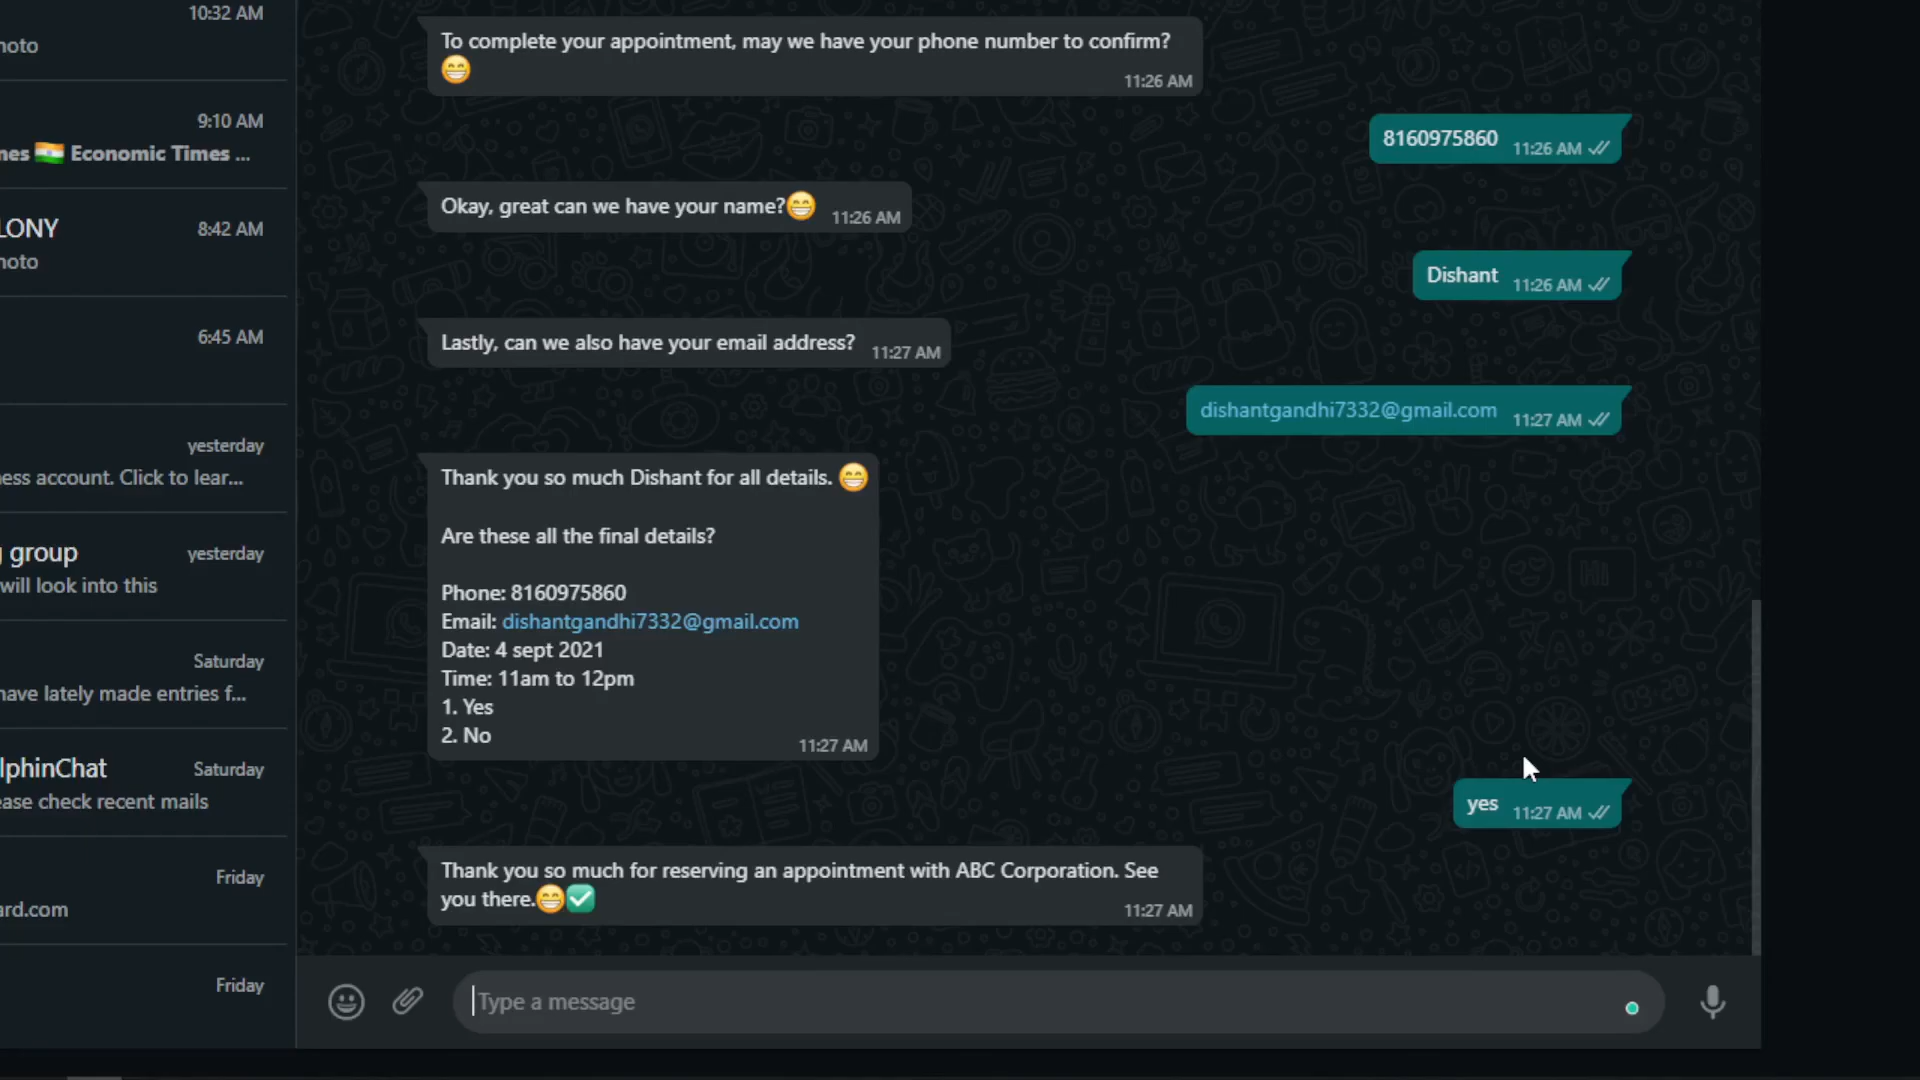 10:32 AM
noto
9:10 AM
nes 🇮🇳 Economic Times ...
LONY
8:42 AM
noto
6:45 AM
yesterday
ess account. Click to lear...
g group
yesterday
will look into this
Saturday
have lately made entries f...
lphinChat
Saturday
ease check recent mails
Friday
ard.com
Friday
To complete your appointment, may we have your phone number to confirm?
😁
11:26 AM
8160975860 11:26 AM
Okay, great can we have your name?😁 11:26 AM
Dishant 11:26 AM
Lastly, can we also have your email address? 11:27 AM
dishantgandhi7332@gmail.com 11:27 AM
Thank you so much Dishant for all details. 😁
Are these all the final details?
Phone: 8160975860
Email: dishantgandhi7332@gmail.com
Date: 4 sept 2021
Time: 11am to 12pm
1. Yes
2. No
11:27 AM
yes 11:27 AM
Thank you so much for reserving an appointment with ABC Corporation. See
you there.😁✅
11:27 AM
Type a message